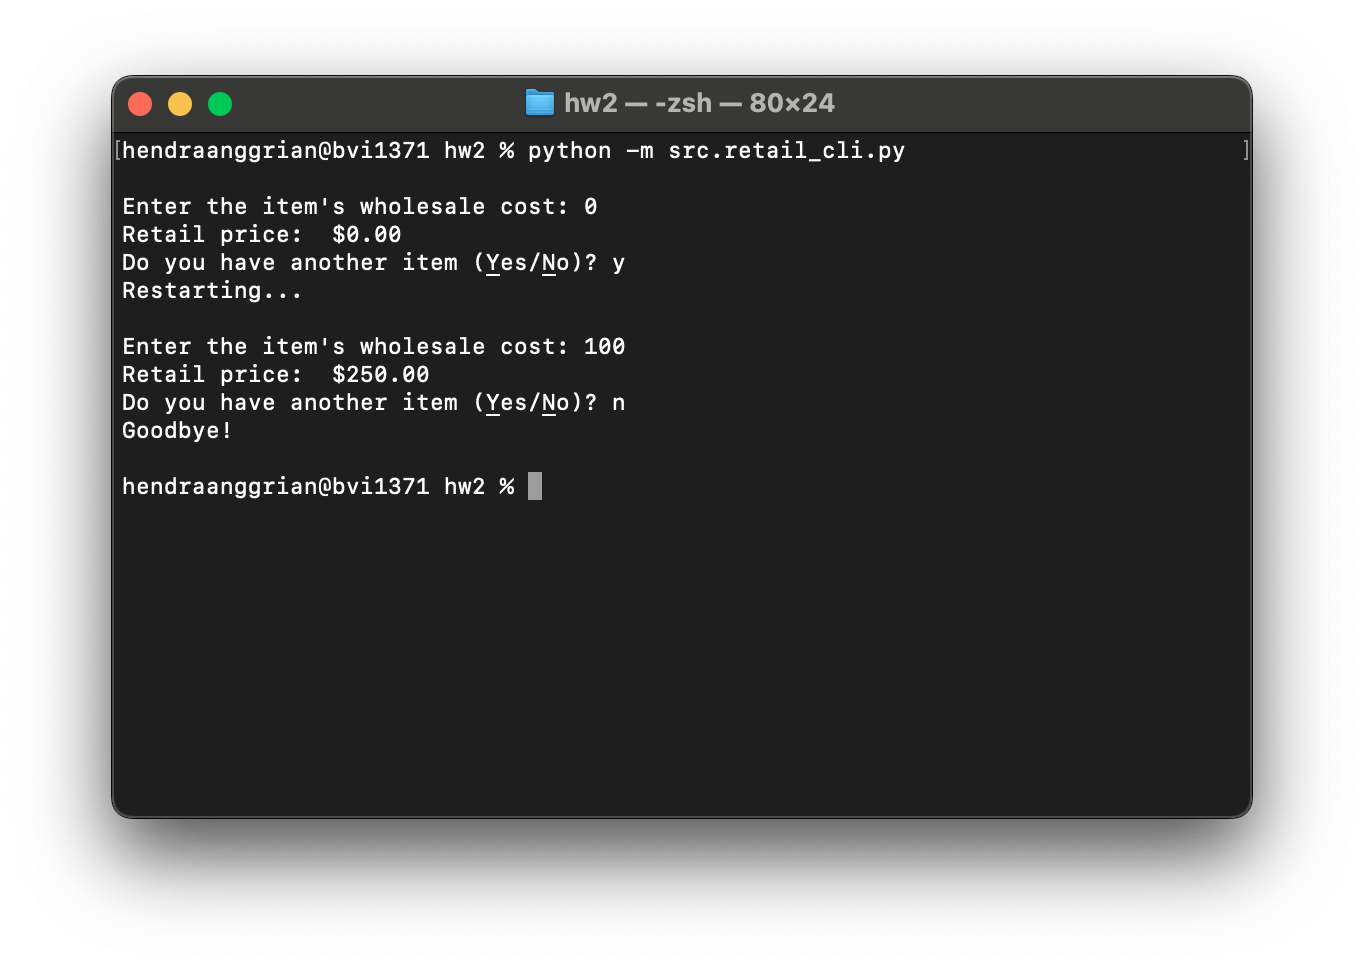 hw2 — -zsh — 80×24
[hendraanggrian@bvi1371 hw2 % python -m src.retail_cli.py ]
Enter the item's wholesale cost: 0
Retail price:  $0.00
Do you have another item (Yes/No)? y
Restarting...
Enter the item's wholesale cost: 100
Retail price:  $250.00
Do you have another item (Yes/No)? n
Goodbye!
hendraanggrian@bvi1371 hw2 %